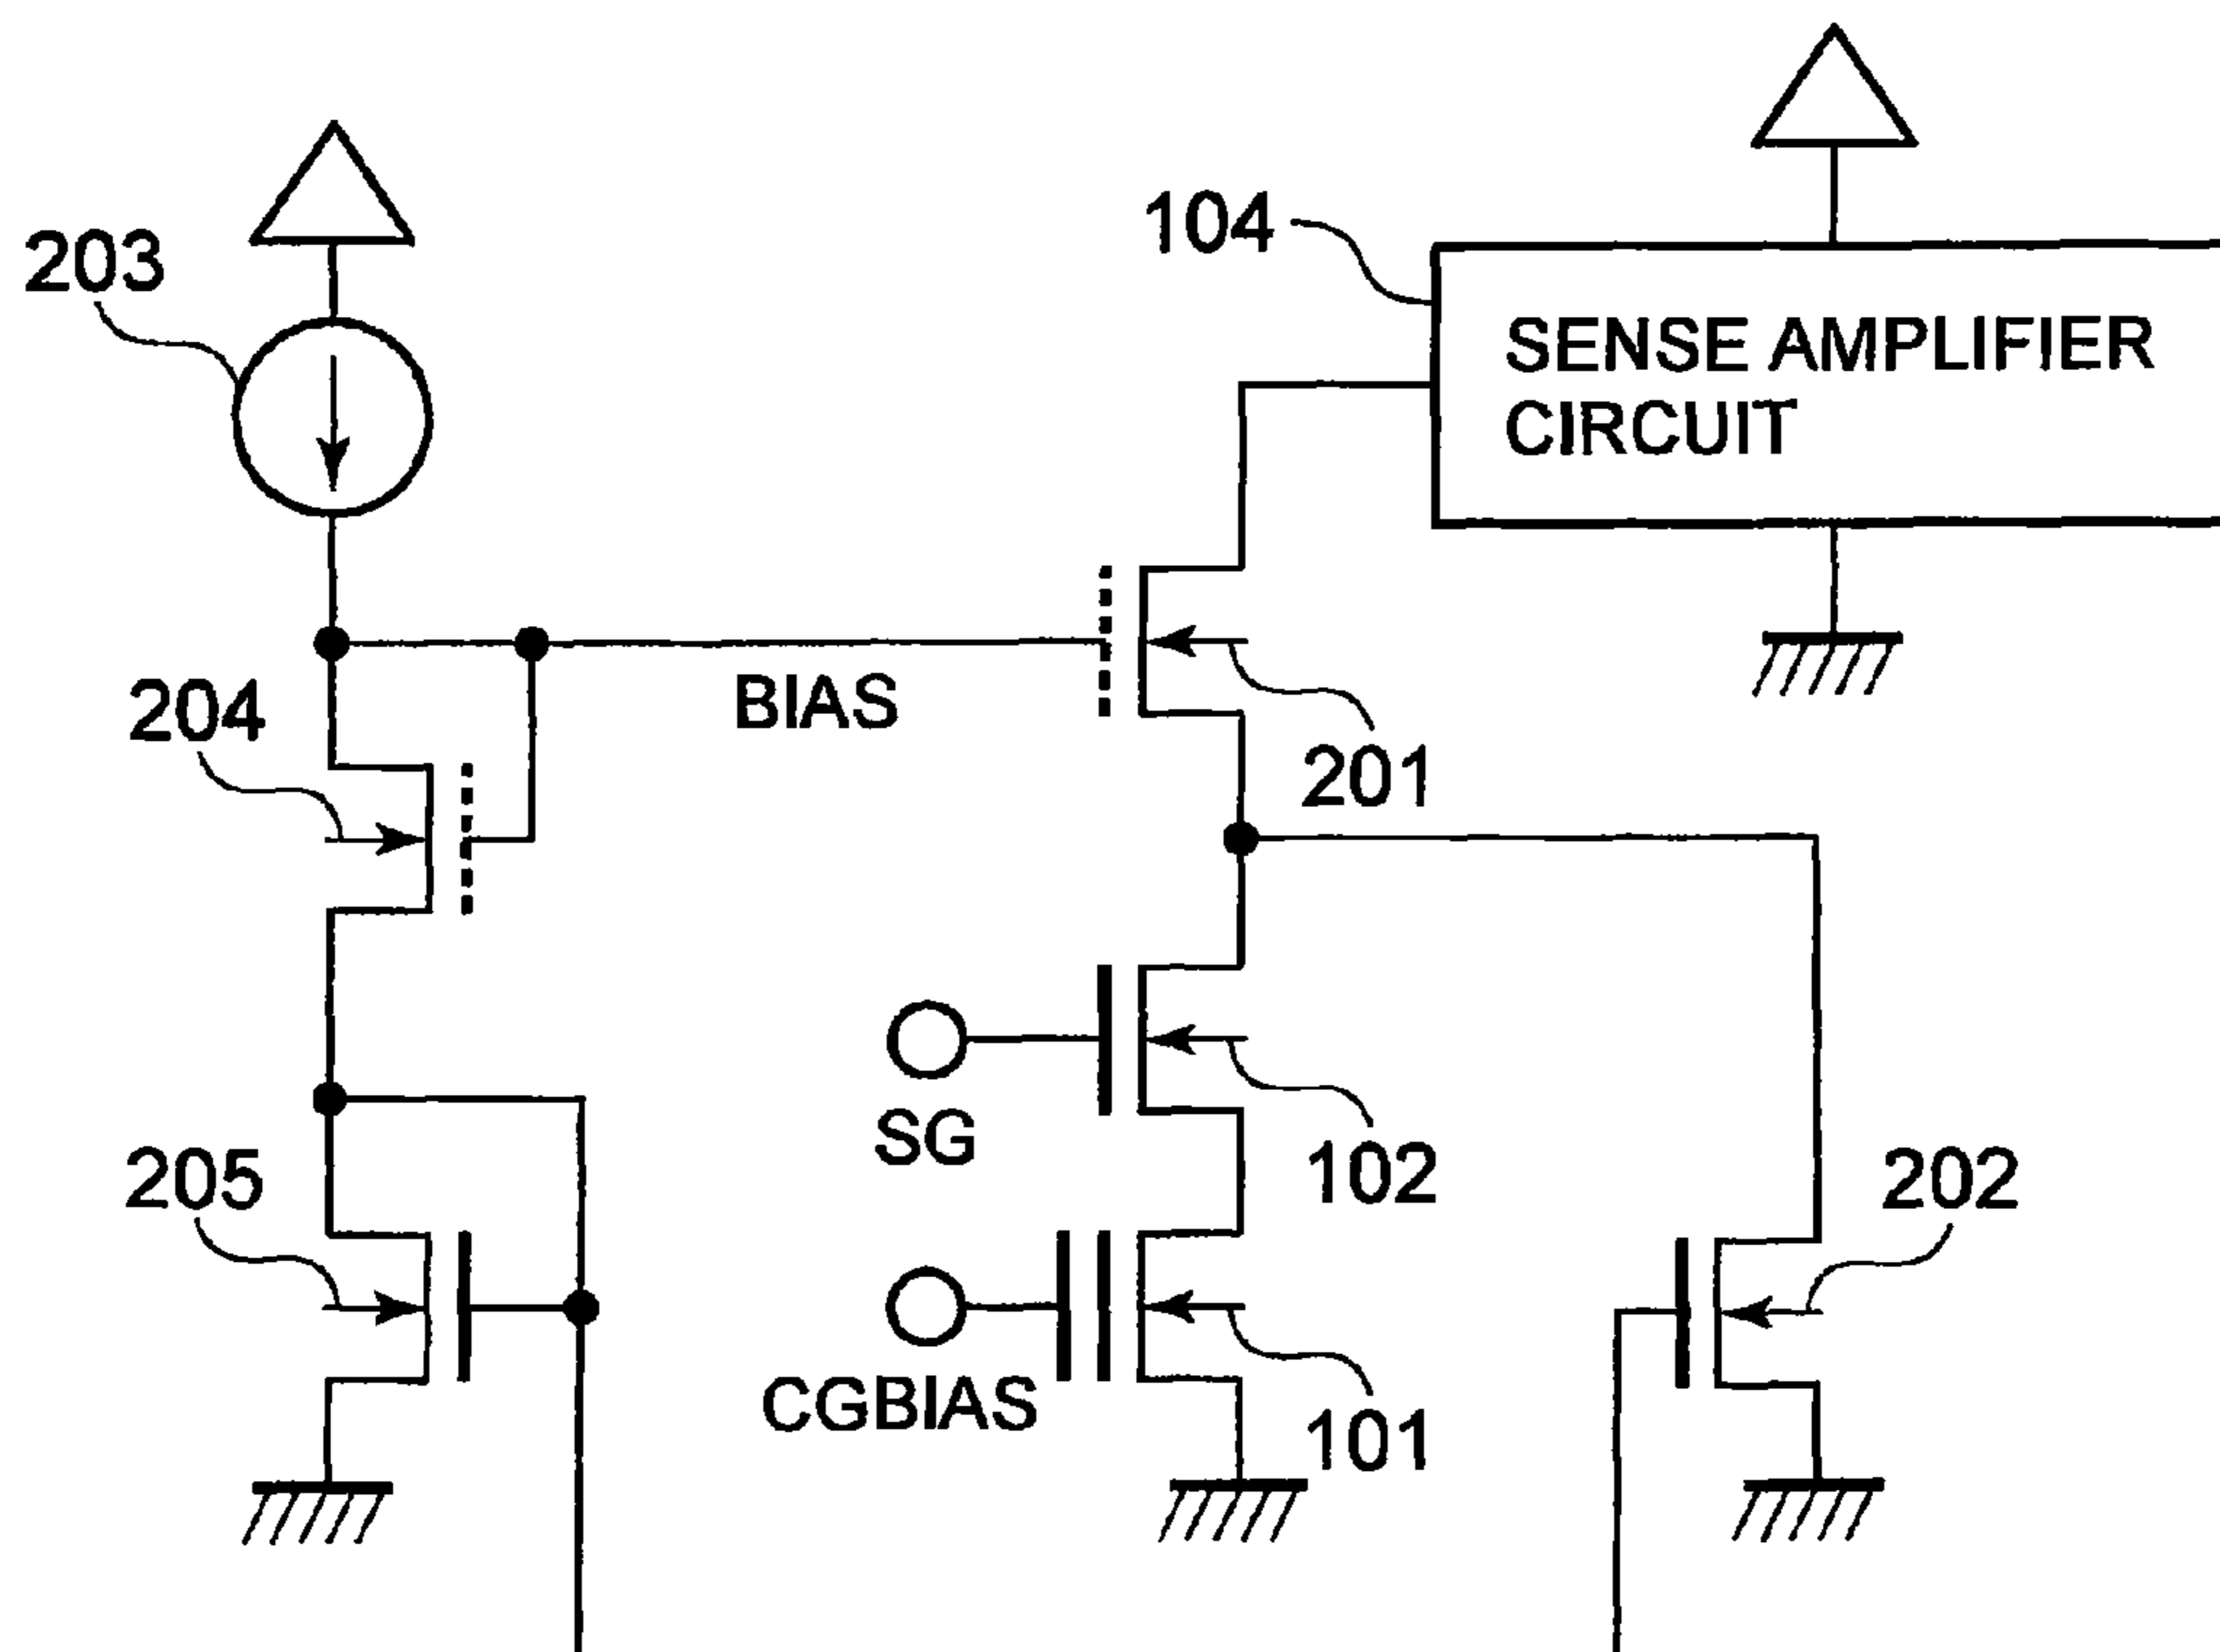 203
104
SENSE AMPLIFIER
CIRCUIT
204
BIAS
201
SG
102
205
202
CGBIAS
101